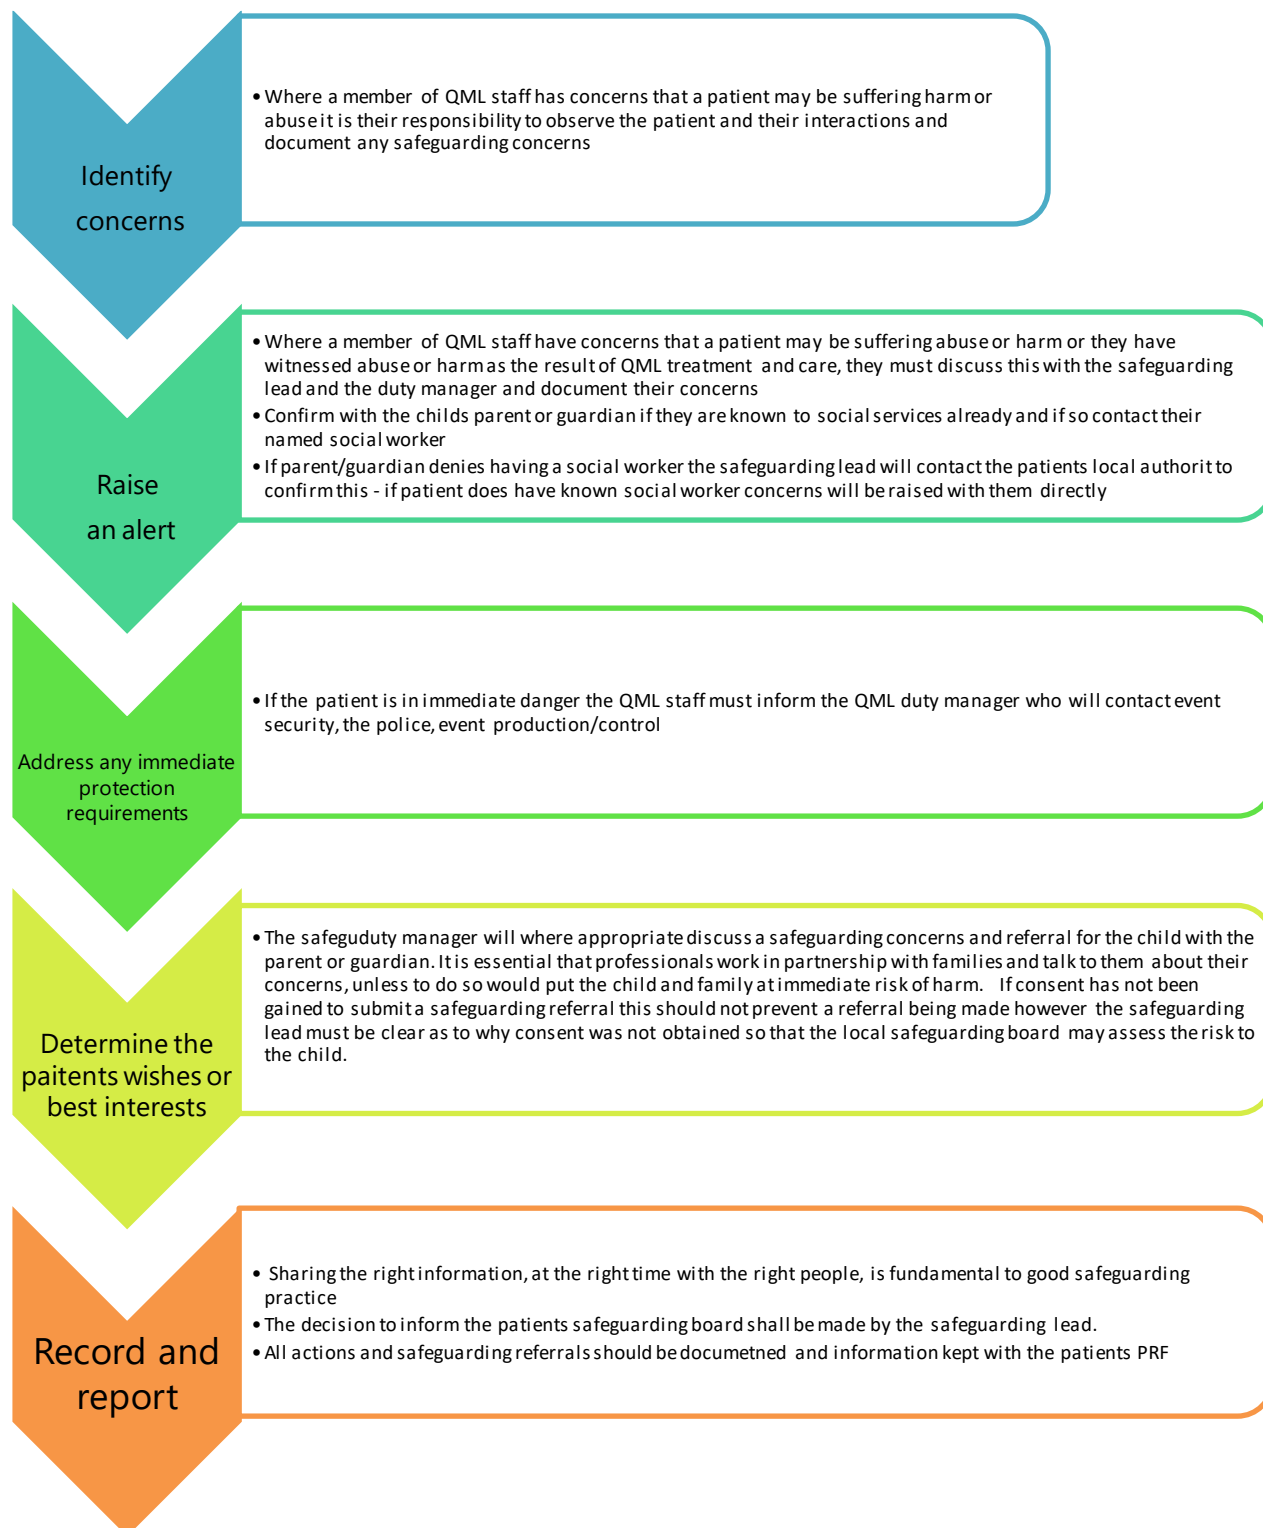 Identify
concerns
• Where a member of QML staff has concerns that a patient may be suffering harm or
abuse it is their responsibility to observe the patient and their interactions and
document any safeguarding concerns
Raise
an alert
• Where a member of QML staff have concerns that a patient may be suffering abuse or harm or they have
witnessed abuse or harm as the result of QML treatment and care, they must discuss this with the safeguarding
lead and the duty manager and document their concerns
• Confirm with the childs parent or guardian if they are known to social services already and if so contact their
named social worker
• If parent/guardian denies having a social worker the safeguarding lead will contact the patients local authorit to
confirm this - if patient does have known social worker concerns will be raised with them directly
Address any immediate
protection
requirements
• If the patient is in immediate danger the QML staff must inform the QML duty manager who will contact event
security, the police, event production/control
Determine the
paitents wishes or
best interests
• The safeguduty manager will where appropriate discuss a safeguarding concerns and referral for the child with the
parent or guardian. It is essential that professionals work in partnership with families and talk to them about their
concerns, unless to do so would put the child and family at immediate risk of harm. If consent has not been
gained to submit a safeguarding referral this should not prevent a referral being made however the safeguarding
lead must be clear as to why consent was not obtained so that the local safeguarding board may assess the risk to
the child.
Record and
report
• Sharing the right information, at the right time with the right people, is fundamental to good safeguarding
practice
• The decision to inform the patients safeguarding board shall be made by the safeguarding lead.
• All actions and safeguarding referrals should be documetned and information kept with the patients PRF